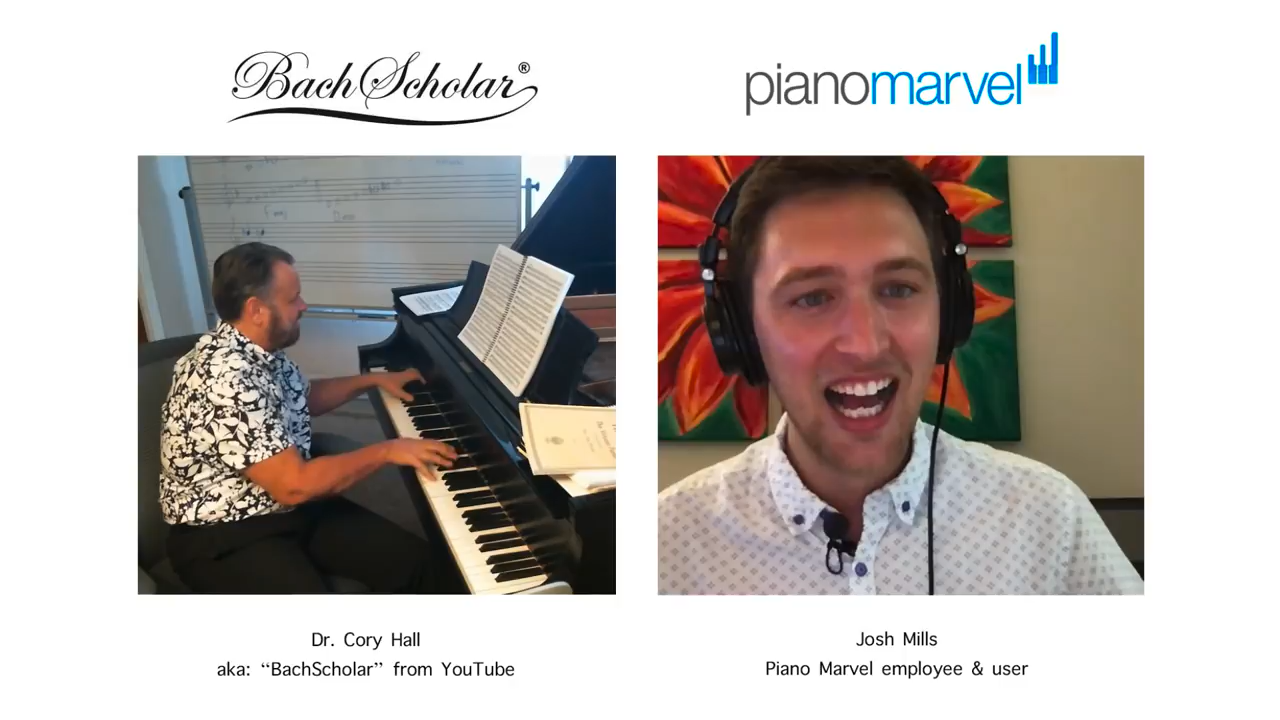 BachScholar®
pianomarvel
Dr. Cory Hall
aka: “BachScholar” from YouTube
Josh Mills
Piano Marvel employee & user